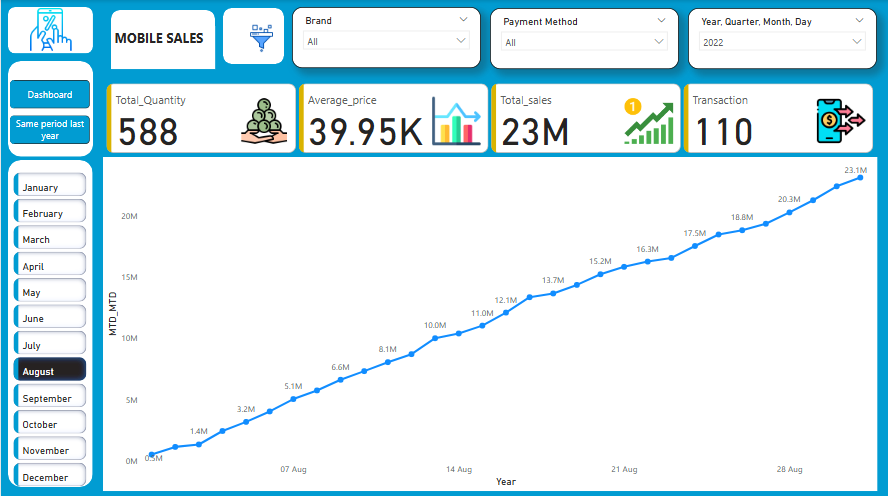 %
MOBILE SALES
Brand
All
Payment Method
All
Year, Quarter, Month, Day
2022
Dashboard
Same period last
year
Total_Quantity
588
Average_price
39.95K
Total_sales
23M
1
Transaction
110
$
January
February
March
April
May
June
July
August
September
October
November
December
MTD_MTD
20M
15M
10M
5M
0M
0.5M
1.4M
3.2M
5.1M
6.6M
8.1M
10.0M
11.0M
12.1M
13.7M
15.2M
16.3M
17.5M
18.8M
20.3M
23.1M
07 Aug
14 Aug
21 Aug
28 Aug
Year